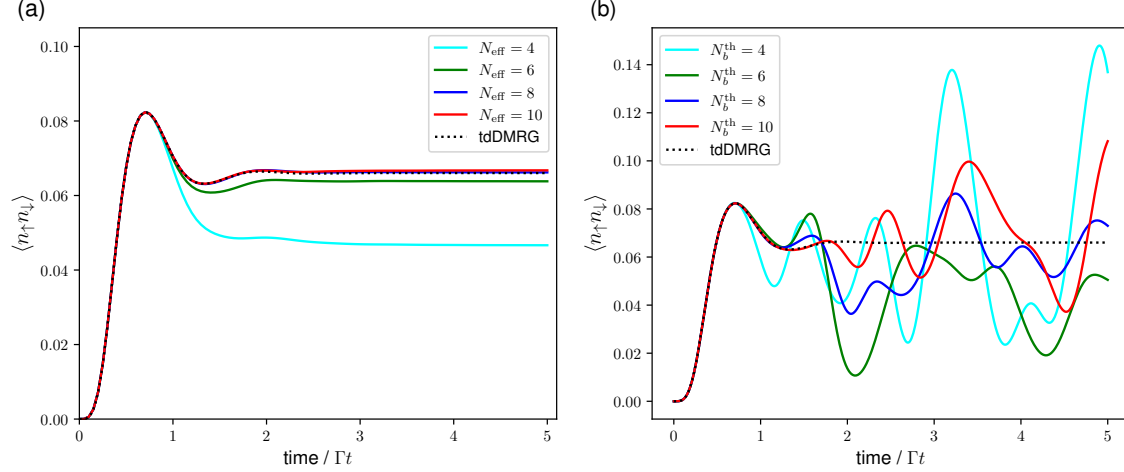 (a)
0.10
0.08
0.06
0.04
0.02
0.00
⟨n↑n↓⟩
N_eff = 4
N_eff = 6
N_eff = 8
N_eff = 10
tdDMRG
0 1 2 3 4 5
time / Γt
(b)
0.14
0.12
0.10
0.08
0.06
0.04
0.02
0.00
⟨n↑n↓⟩
N_b^th = 4
N_b^th = 6
N_b^th = 8
N_b^th = 10
tdDMRG
0 1 2 3 4 5
time / Γt